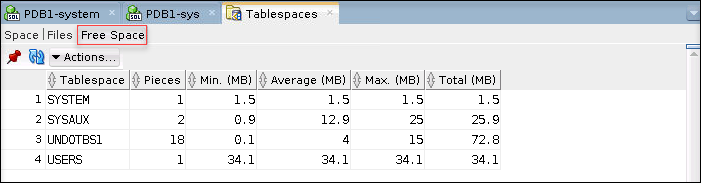 PDB1-system PDB1-sys Tablespaces
Space Files Free Space
Actions...
Tablespace Pieces Min. (MB) Average (MB) Max. (MB) Total (MB)
1 SYSTEM 1 1.5 1.5 1.5 1.5
2 SYSAUX 2 0.9 12.9 25 25.9
3 UNDOTBS1 18 0.1 4 15 72.8
4 USERS 1 34.1 34.1 34.1 34.1